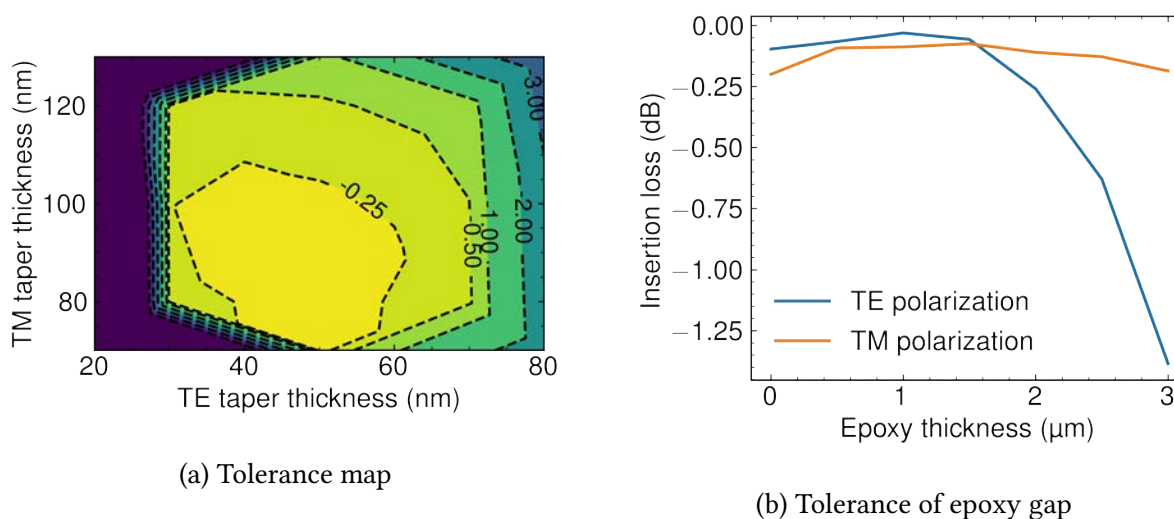 TM taper thickness (nm)
120
100
80
20
40
60
80
TE taper thickness (nm)
-0.25
0.50
1.00
2.00
3.00
(a) Tolerance map
Insertion loss (dB)
0.00
−0.25
−0.50
−0.75
−1.00
−1.25
TE polarization
TM polarization
0
1
2
3
Epoxy thickness (μm)
(b) Tolerance of epoxy gap